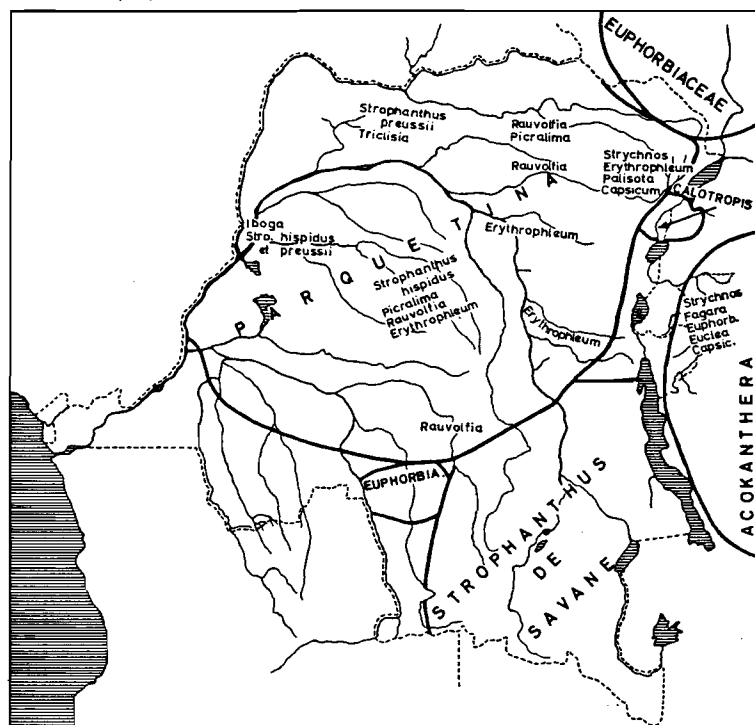 EUPHORBIACEAE
Strophanthus
preussii
Triclisia
Rauvolfia
Picralima
Rauvolfia
Strychnos
Erythrophleum
Palisota
Capsicum
CALOTROPIS
Iboga
Stro. hispidus
et preussii
PARQUETINA
Erythrophleum
Strophanthus
hispidus
Picralima
Rauvolfia
Erythrophleum
Erythrophleum
Strychnos
Fagara
Euphorb.
Euclea
Capsic.
ACOKANTHERA
Rauvolfia
EUPHORBIA.
STROPHANTHUS
DE
SAVANE